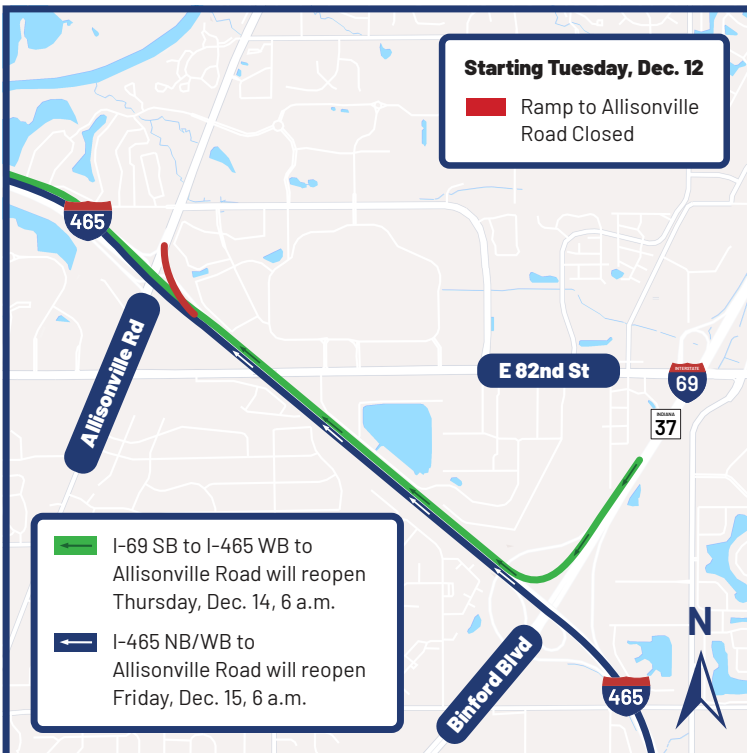 Starting Tuesday, Dec. 12
Ramp to Allisonville
Road Closed
465
Allisonville Rd
E 82nd St
INTERSTATE
69
INDIANA
37
I-69 SB to I-465 WB to
Allisonville Road will reopen
Thursday, Dec. 14, 6 a.m.
I-465 NB/WB to
Allisonville Road will reopen
Friday, Dec. 15, 6 a.m.
Binford Blvd
465
N